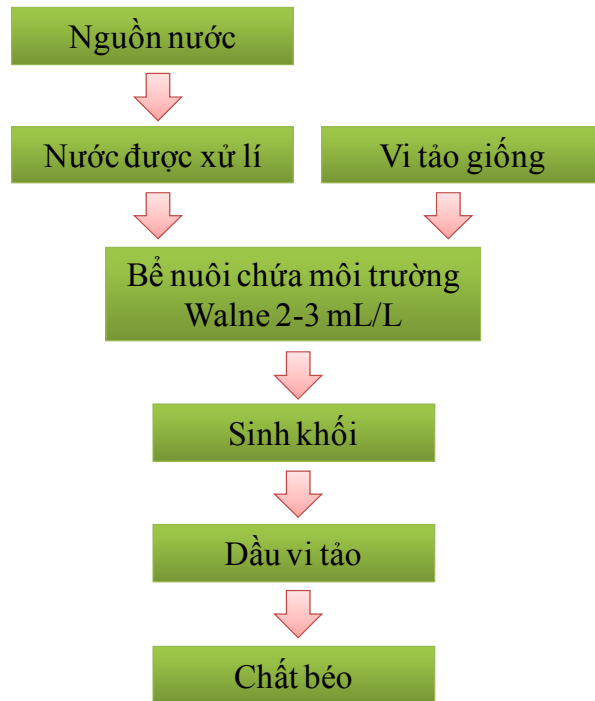 Nguồn nước
Nước được xử lí
Vi tảo giống
Bể nuôi chứa môi trường
Walne 2-3 mL/L
Sinh khối
Dầu vi tảo
Chất béo